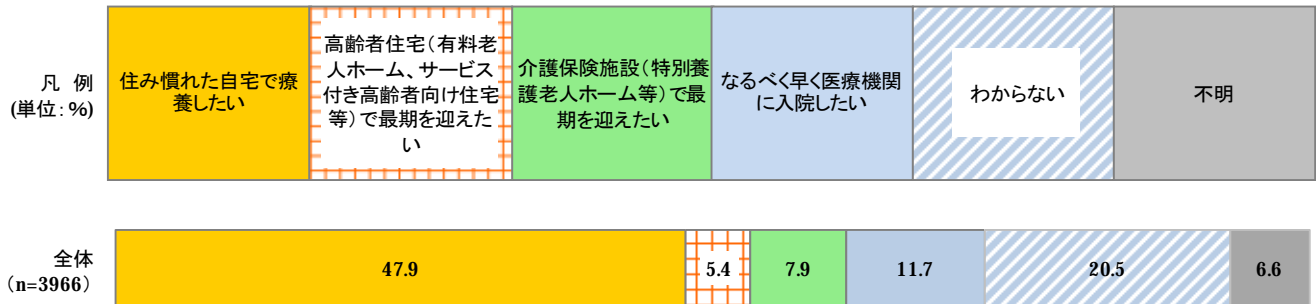 凡 例
(単位：%)
住み慣れた自宅で療
養したい
高齢者住宅（有料老
人ホーム、サービス
付き高齢者向け住宅
等）で最期を迎えた
い
介護保険施設（特別養
護老人ホーム等）で最
期を迎えたい
なるべく早く医療機関
に入院したい
わからない
不明
全体
（n=3966）
47.9
5.4
7.9
11.7
20.5
6.6